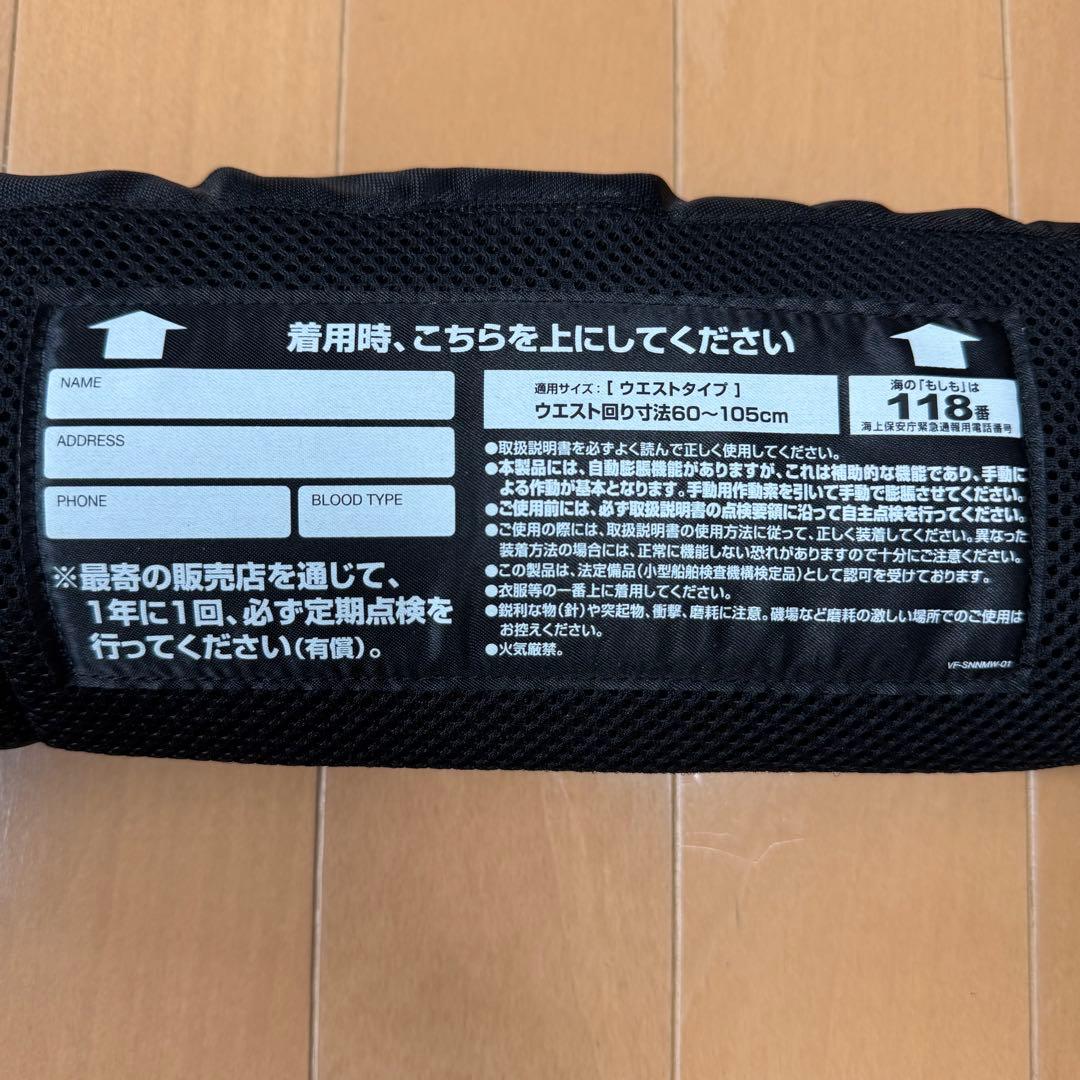 着用時、こちらを上にしてください
NAME
ADDRESS
PHONE
BLOOD TYPE
※最寄の販売店を通じて、
1年に1回、必ず定期点検を
行ってください(有償)。
適用サイズ:[ ウエストタイプ ]
ウエスト回り寸法60～105cm
海の「もしも」は
118番
海上保安庁緊急通報用電話番号
●取扱説明書を必ずよく読んで正しく使用してください。
●本製品には、自動膨脹機能がありますが、これは補助的な機能であり、手動に
よる作動が基本となります。手動用作動索を引いて手動で膨脹させてください。
●ご使用前には、必ず取扱説明書の点検要領に沿って自主点検を行ってください。
●ご使用の際には、取扱説明書の使用方法に従って、正しく装着してください。異なった
装着方法の場合には、正常に機能しない恐れがありますので十分にご注意ください。
●この製品は、法定備品(小型船舶検査機構検定品)として認可を受けております。
●衣服等の一番上に着用してください。
●鋭利な物(針)や突起物、衝撃、磨耗に注意。磯場など磨耗の激しい場所でのご使用は
お控えください。
●火気厳禁。
VF-SNNMW-01